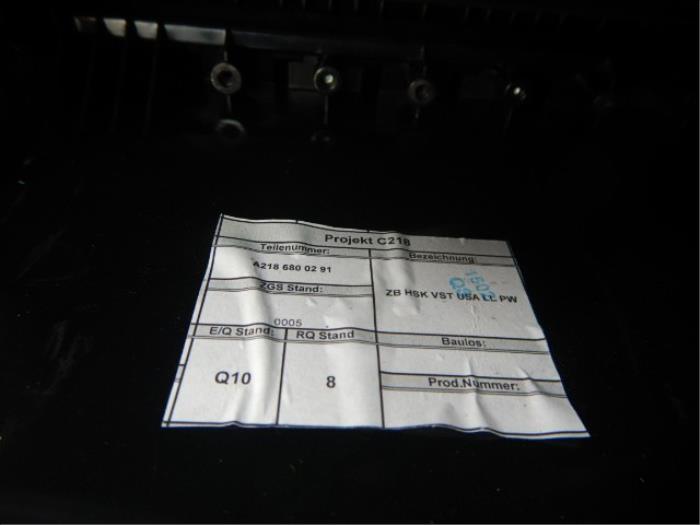 Projekt C218
Teilenummer:
A218 680 02 91
Bezeichnung
ZB HSK VST USA LL PW
ZGS Stand:
0005
E/Q Stand:
RQ Stand
Q10
8
Baulos:
Prod.Nummer: